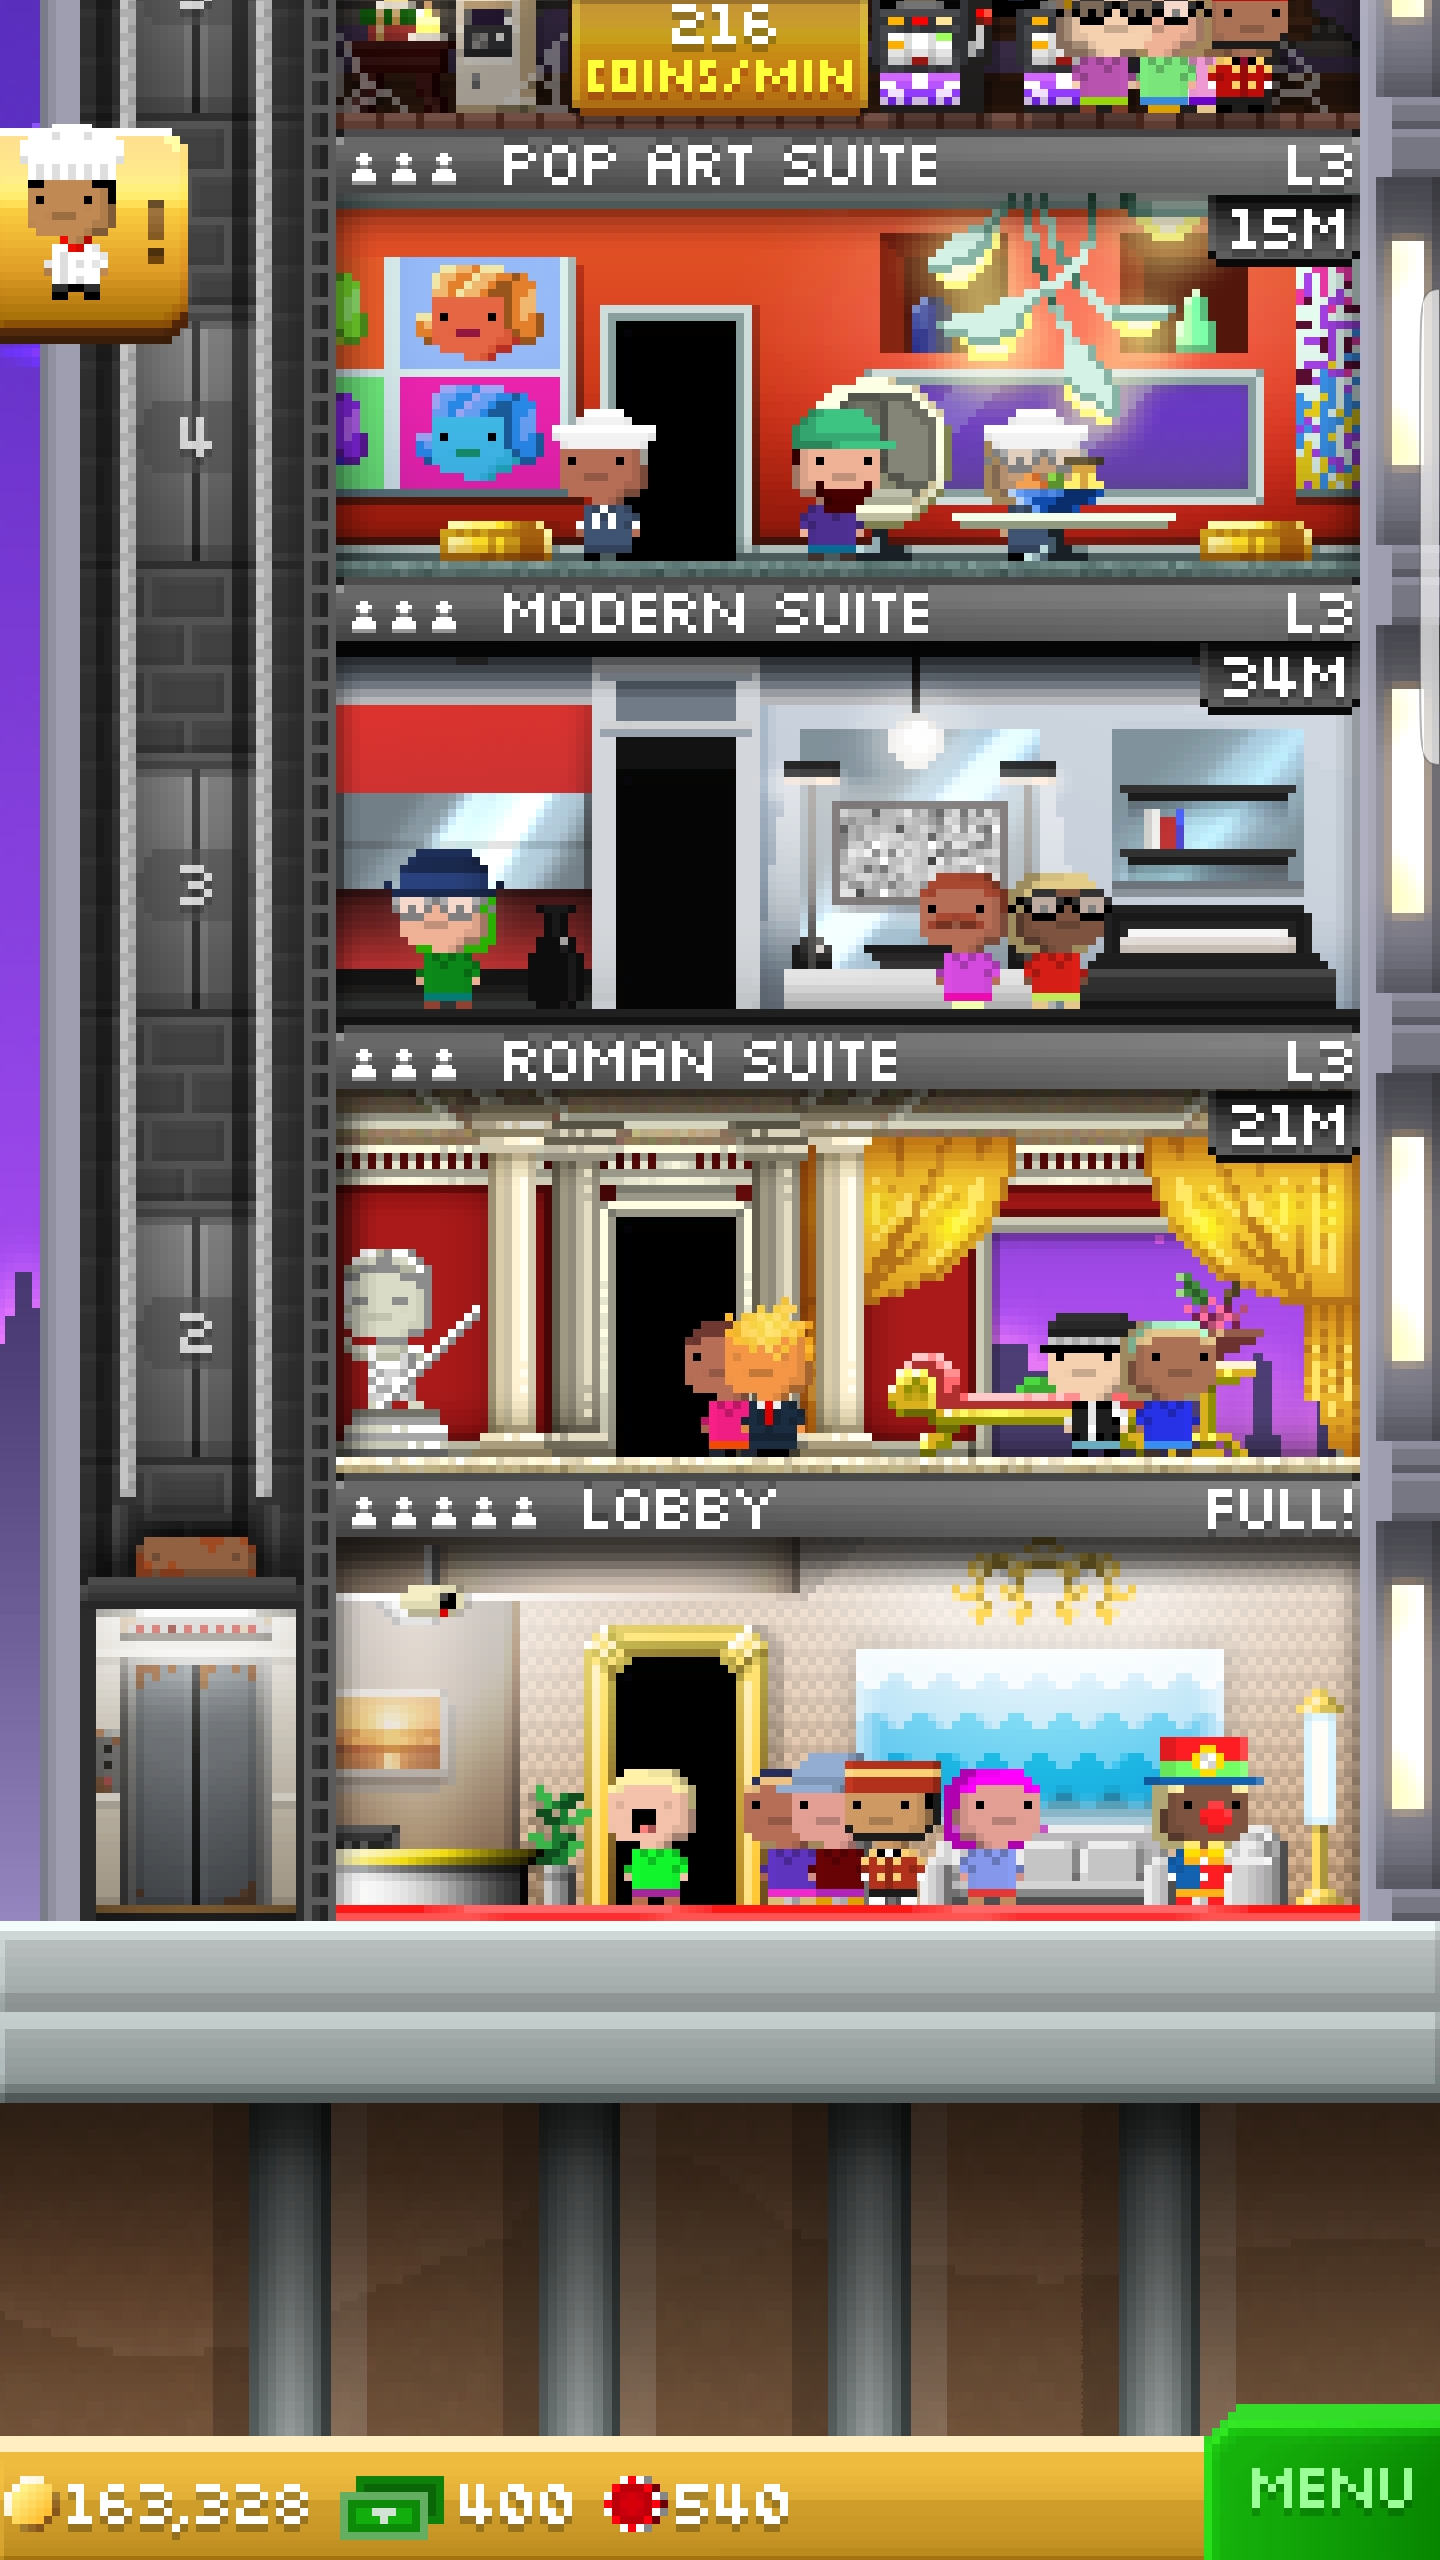 216
COINS/MIN
POP ART SUITE L3
15M
!
4
MODERN SUITE L3
34M
3
ROMAN SUITE L3
21M
2
LOBBY FULL!
163,328 400 540
MENU